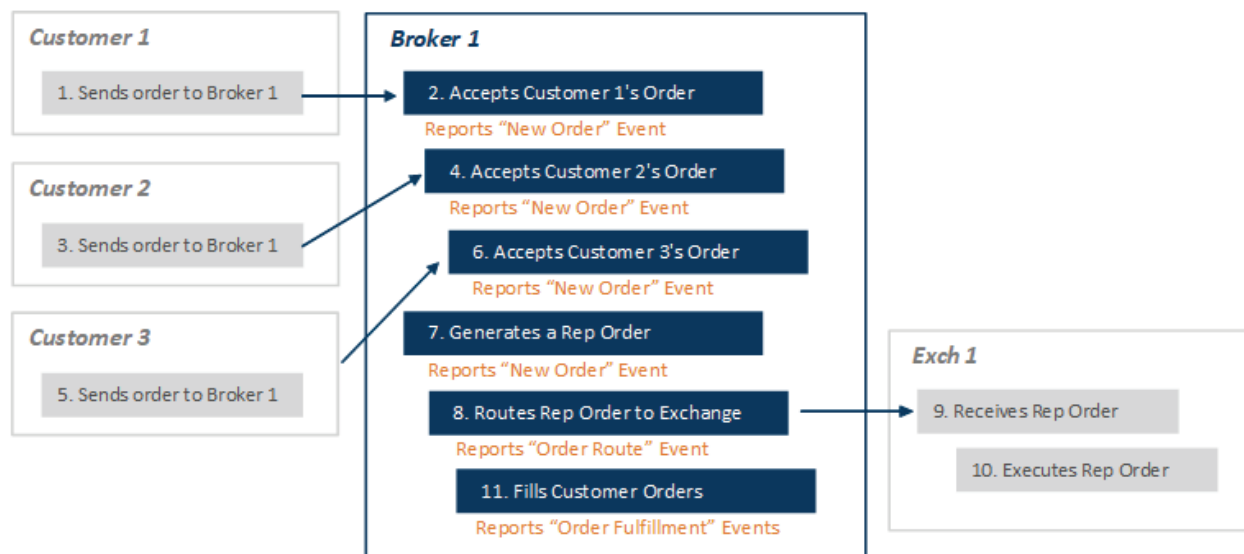 Customer 1
1. Sends order to Broker 1
Customer 2
3. Sends order to Broker 1
Customer 3
5. Sends order to Broker 1
Broker 1
2. Accepts Customer 1's Order
Reports “New Order” Event
4. Accepts Customer 2's Order
Reports “New Order” Event
6. Accepts Customer 3's Order
Reports “New Order” Event
7. Generates a Rep Order
Reports “New Order” Event
8. Routes Rep Order to Exchange
Reports “Order Route” Event
11. Fills Customer Orders
Reports “Order Fulfillment” Events
Exch 1
9. Receives Rep Order
10. Executes Rep Order